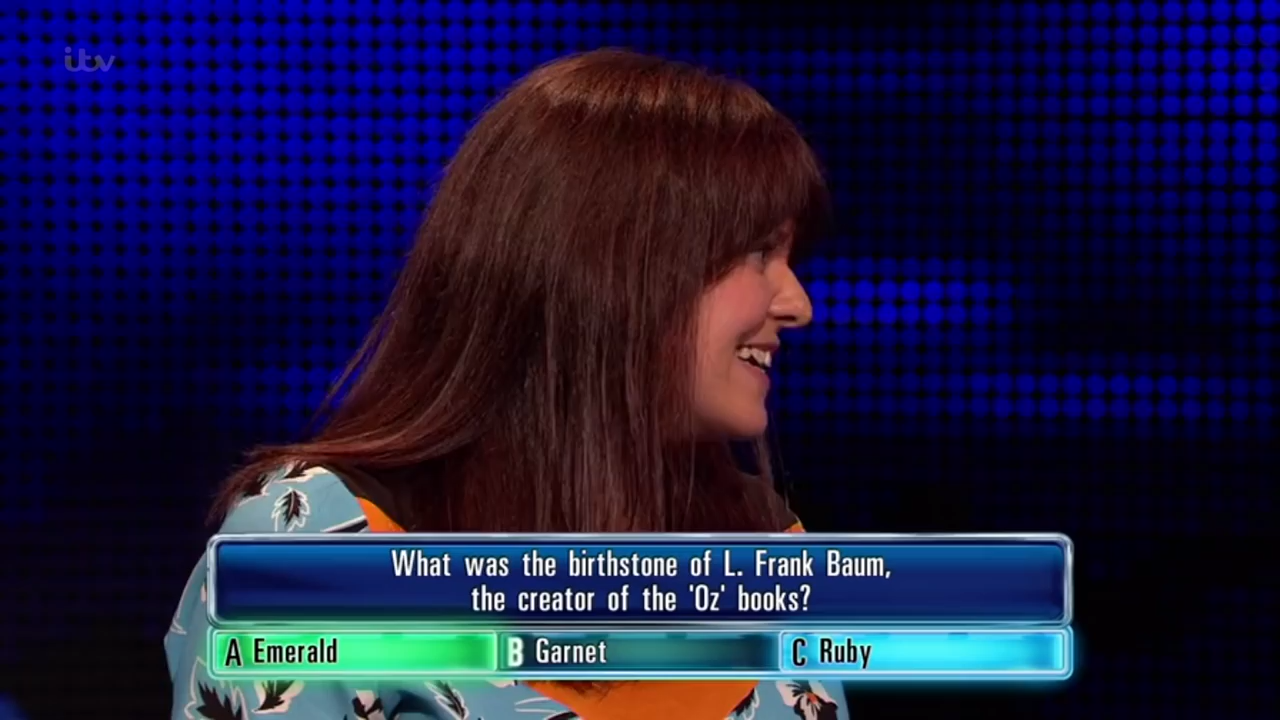 itv
What was the birthstone of L. Frank Baum,
the creator of the 'Oz' books?
A Emerald B Garnet C Ruby